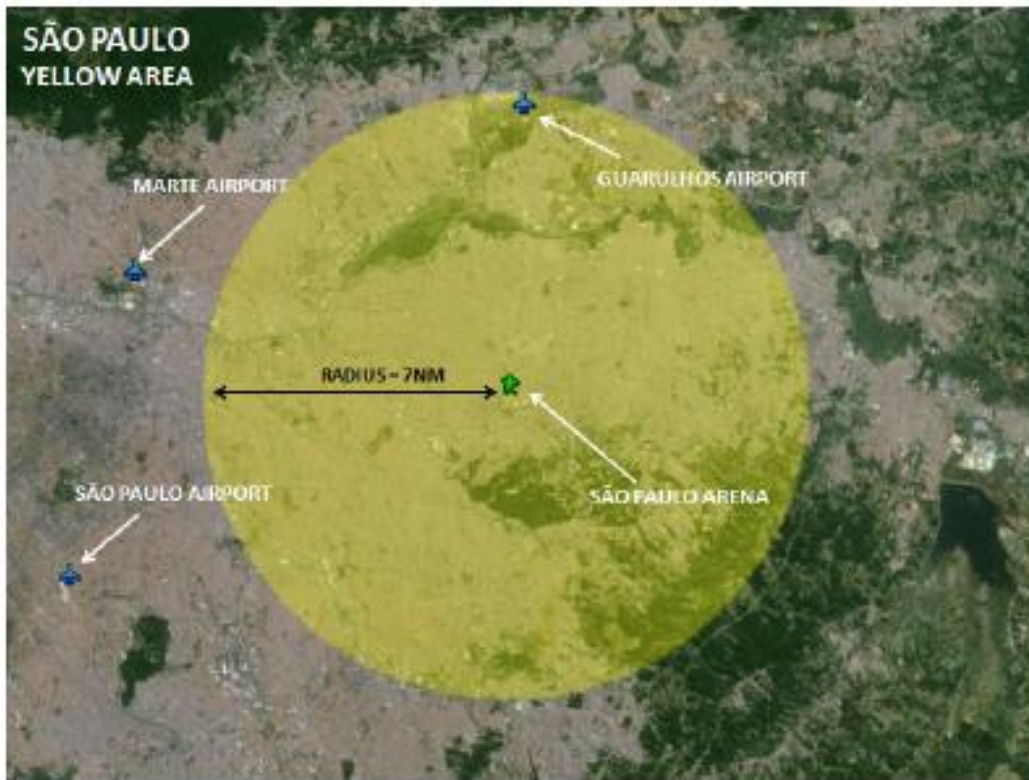 SÃO PAULO
YELLOW AREA
MARTE AIRPORT
GUARULHOS AIRPORT
RADIUS = 7NM
SÃO PAULO AIRPORT
SÃO PAULO ARENA